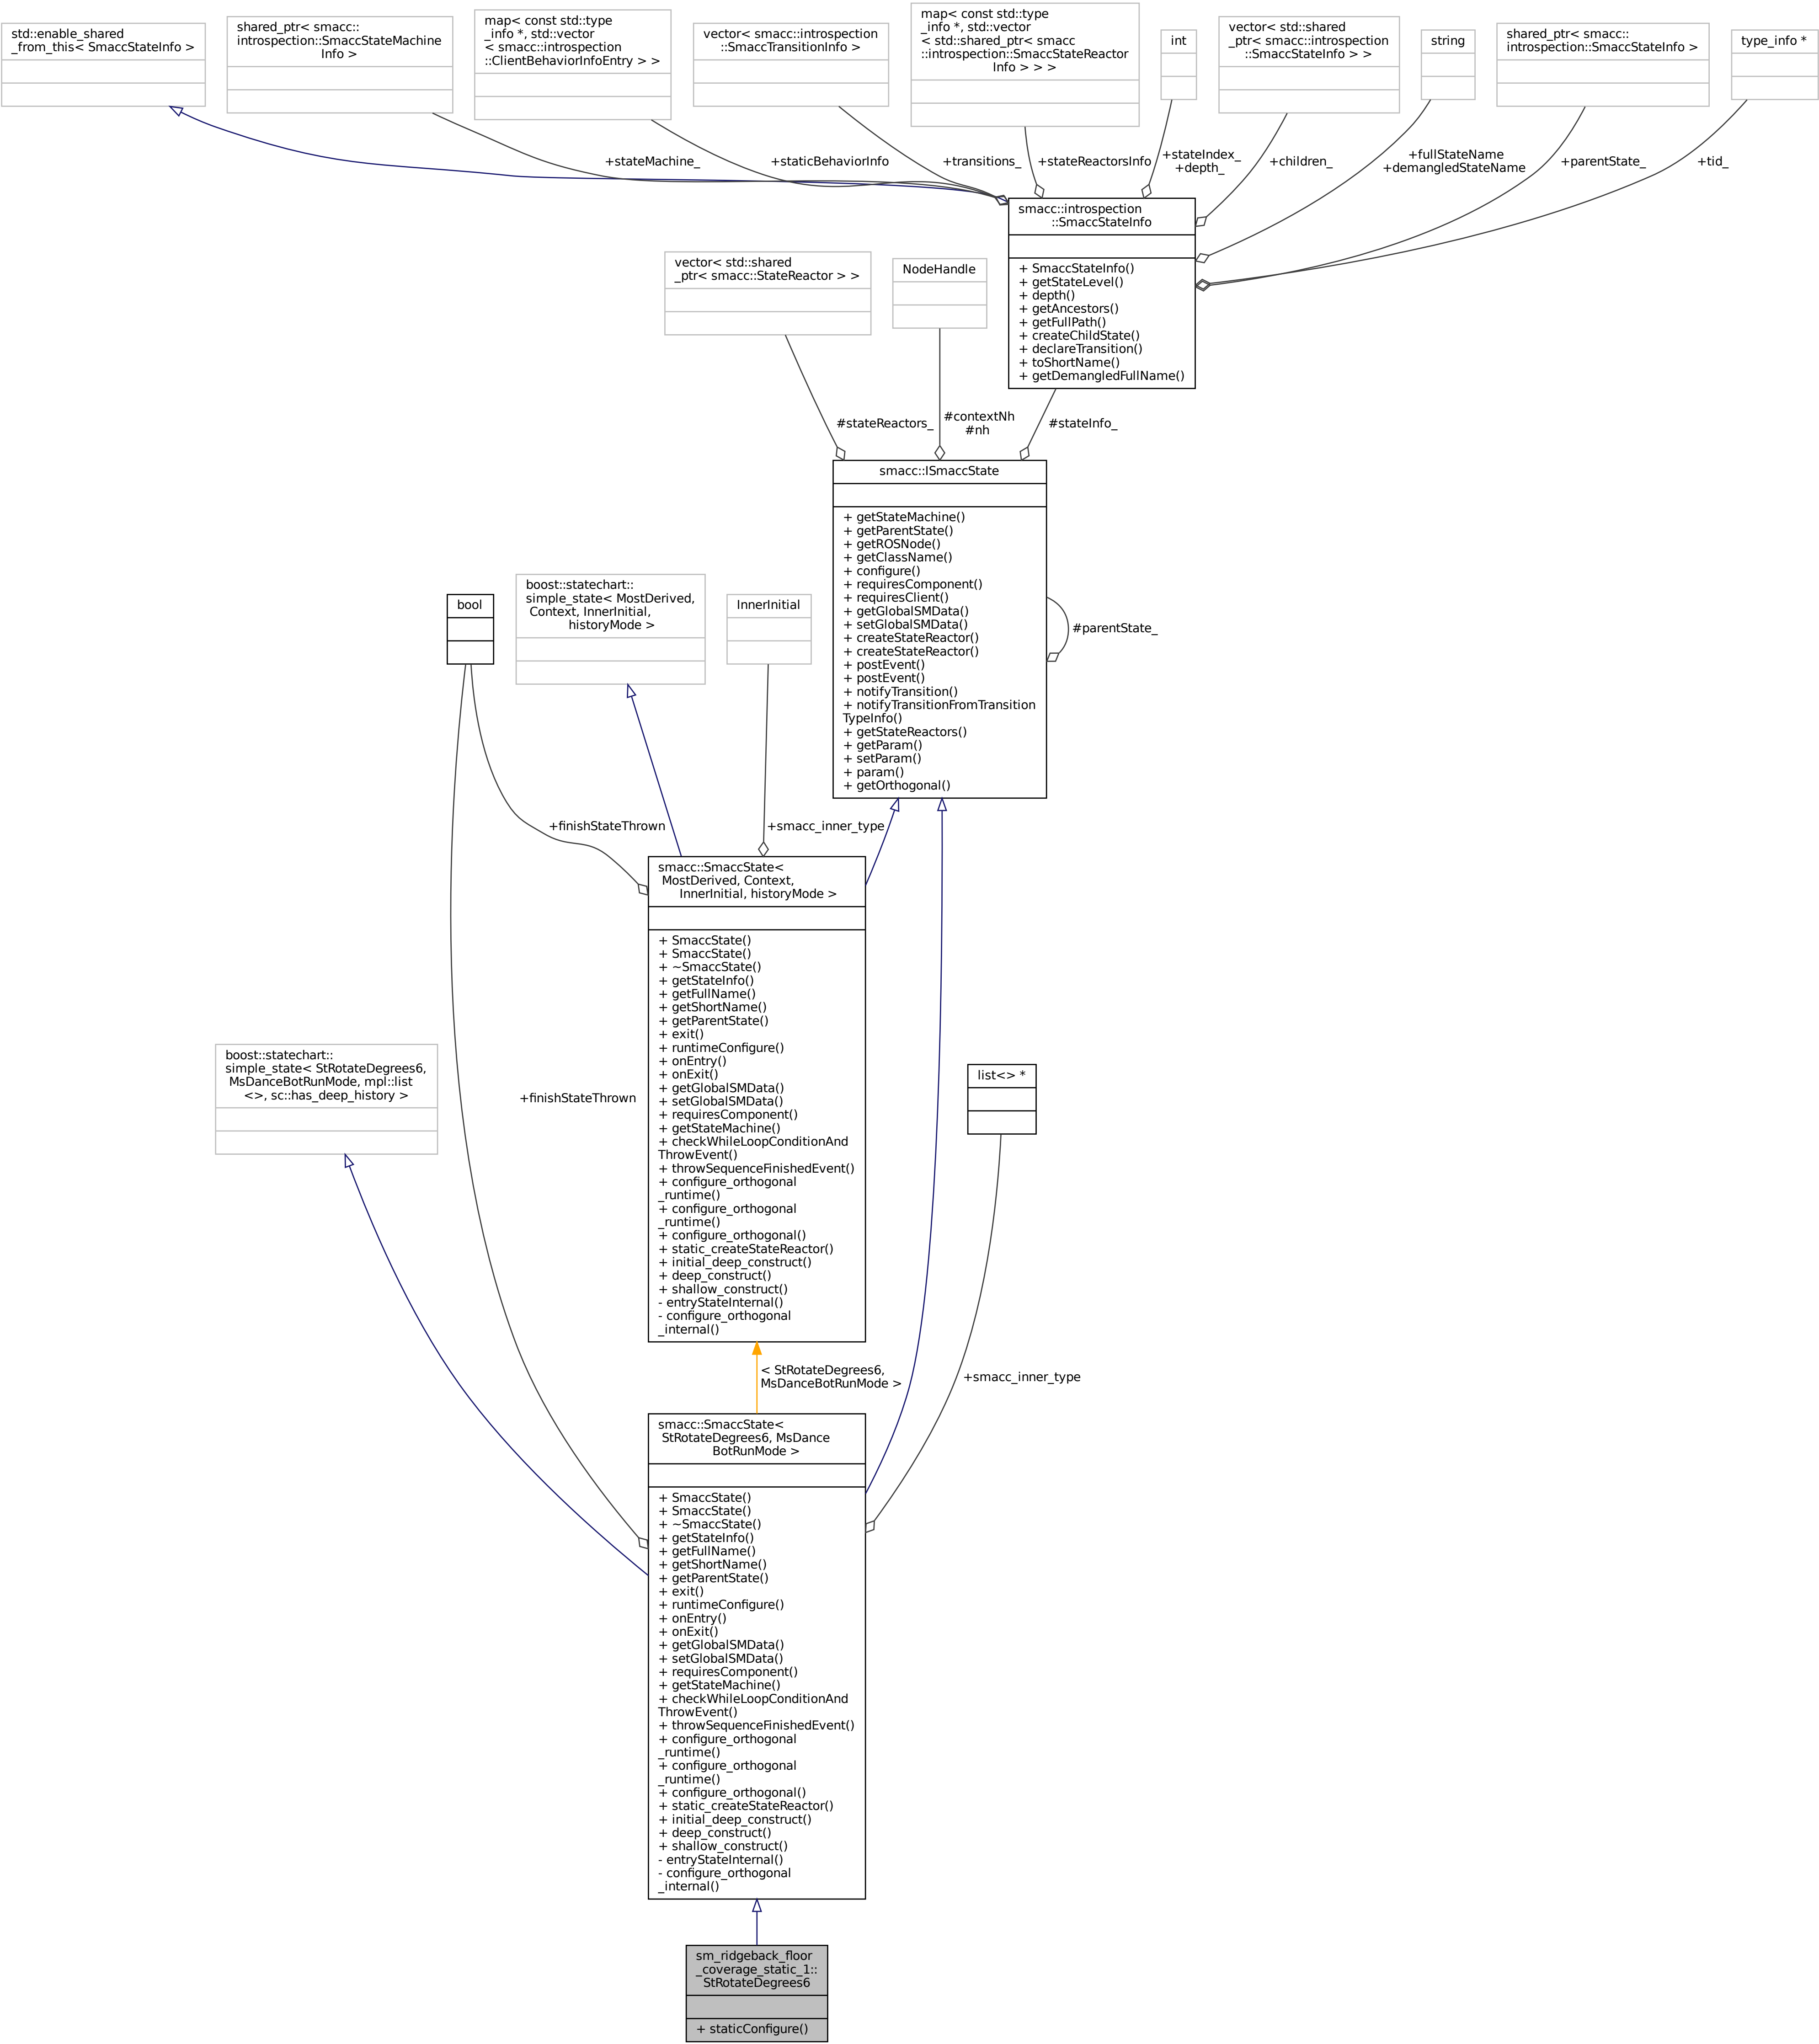 std::enable_shared
_from_this< SmaccStateInfo >
shared_ptr< smacc::
introspection::SmaccStateMachine
Info >
map< const std::type
_info *, std::vector
< smacc::introspection
::ClientBehaviorInfoEntry > >
vector< smacc::introspection
::SmaccTransitionInfo >
map< const std::type
_info *, std::vector
< std::shared_ptr< smacc
::introspection::SmaccStateReactor
Info > > >
int
vector< std::shared
_ptr< smacc::introspection
::SmaccStateInfo > >
string
shared_ptr< smacc::
introspection::SmaccStateInfo >
type_info *
+stateMachine_
+staticBehaviorInfo
+transitions_
+stateReactorsInfo
+stateIndex_
+depth_
+children_
+fullStateName
+demangledStateName
+parentState_
+tid_
smacc::introspection
::SmaccStateInfo
+ SmaccStateInfo()
+ getStateLevel()
+ depth()
+ getAncestors()
+ getFullPath()
+ createChildState()
+ declareTransition()
+ toShortName()
+ getDemangledFullName()
vector< std::shared
_ptr< smacc::StateReactor > >
NodeHandle
#stateReactors_
#contextNh
#nh
#stateInfo_
smacc::ISmaccState
+ getStateMachine()
+ getParentState()
+ getROSNode()
+ getClassName()
+ configure()
+ requiresComponent()
+ requiresClient()
+ getGlobalSMData()
+ setGlobalSMData()
+ createStateReactor()
+ createStateReactor()
+ postEvent()
+ postEvent()
+ notifyTransition()
+ notifyTransitionFromTransition
TypeInfo()
+ getStateReactors()
+ getParam()
+ setParam()
+ param()
+ getOrthogonal()
#parentState_
bool
boost::statechart::
simple_state< MostDerived,
Context, InnerInitial,
historyMode >
InnerInitial
+finishStateThrown
+smacc_inner_type
smacc::SmaccState<
MostDerived, Context,
InnerInitial, historyMode >
+ SmaccState()
+ SmaccState()
+ ~SmaccState()
+ getStateInfo()
+ getFullName()
+ getShortName()
+ getParentState()
+ exit()
+ runtimeConfigure()
+ onEntry()
+ onExit()
+ getGlobalSMData()
+ setGlobalSMData()
+ requiresComponent()
+ getStateMachine()
+ checkWhileLoopConditionAnd
ThrowEvent()
+ throwSequenceFinishedEvent()
+ configure_orthogonal
_runtime()
+ configure_orthogonal
_runtime()
+ configure_orthogonal()
+ static_createStateReactor()
+ initial_deep_construct()
+ deep_construct()
+ shallow_construct()
- entryStateInternal()
- configure_orthogonal
_internal()
boost::statechart::
simple_state< StRotateDegrees6,
MsDanceBotRunMode, mpl::list
<>, sc::has_deep_history >
+finishStateThrown
list<> *
< StRotateDegrees6,
MsDanceBotRunMode >
+smacc_inner_type
smacc::SmaccState<
StRotateDegrees6, MsDance
BotRunMode >
+ SmaccState()
+ SmaccState()
+ ~SmaccState()
+ getStateInfo()
+ getFullName()
+ getShortName()
+ getParentState()
+ exit()
+ runtimeConfigure()
+ onEntry()
+ onExit()
+ getGlobalSMData()
+ setGlobalSMData()
+ requiresComponent()
+ getStateMachine()
+ checkWhileLoopConditionAnd
ThrowEvent()
+ throwSequenceFinishedEvent()
+ configure_orthogonal
_runtime()
+ configure_orthogonal
_runtime()
+ configure_orthogonal()
+ static_createStateReactor()
+ initial_deep_construct()
+ deep_construct()
+ shallow_construct()
- entryStateInternal()
- configure_orthogonal
_internal()
sm_ridgeback_floor
_coverage_static_1::
StRotateDegrees6
+ staticConfigure()